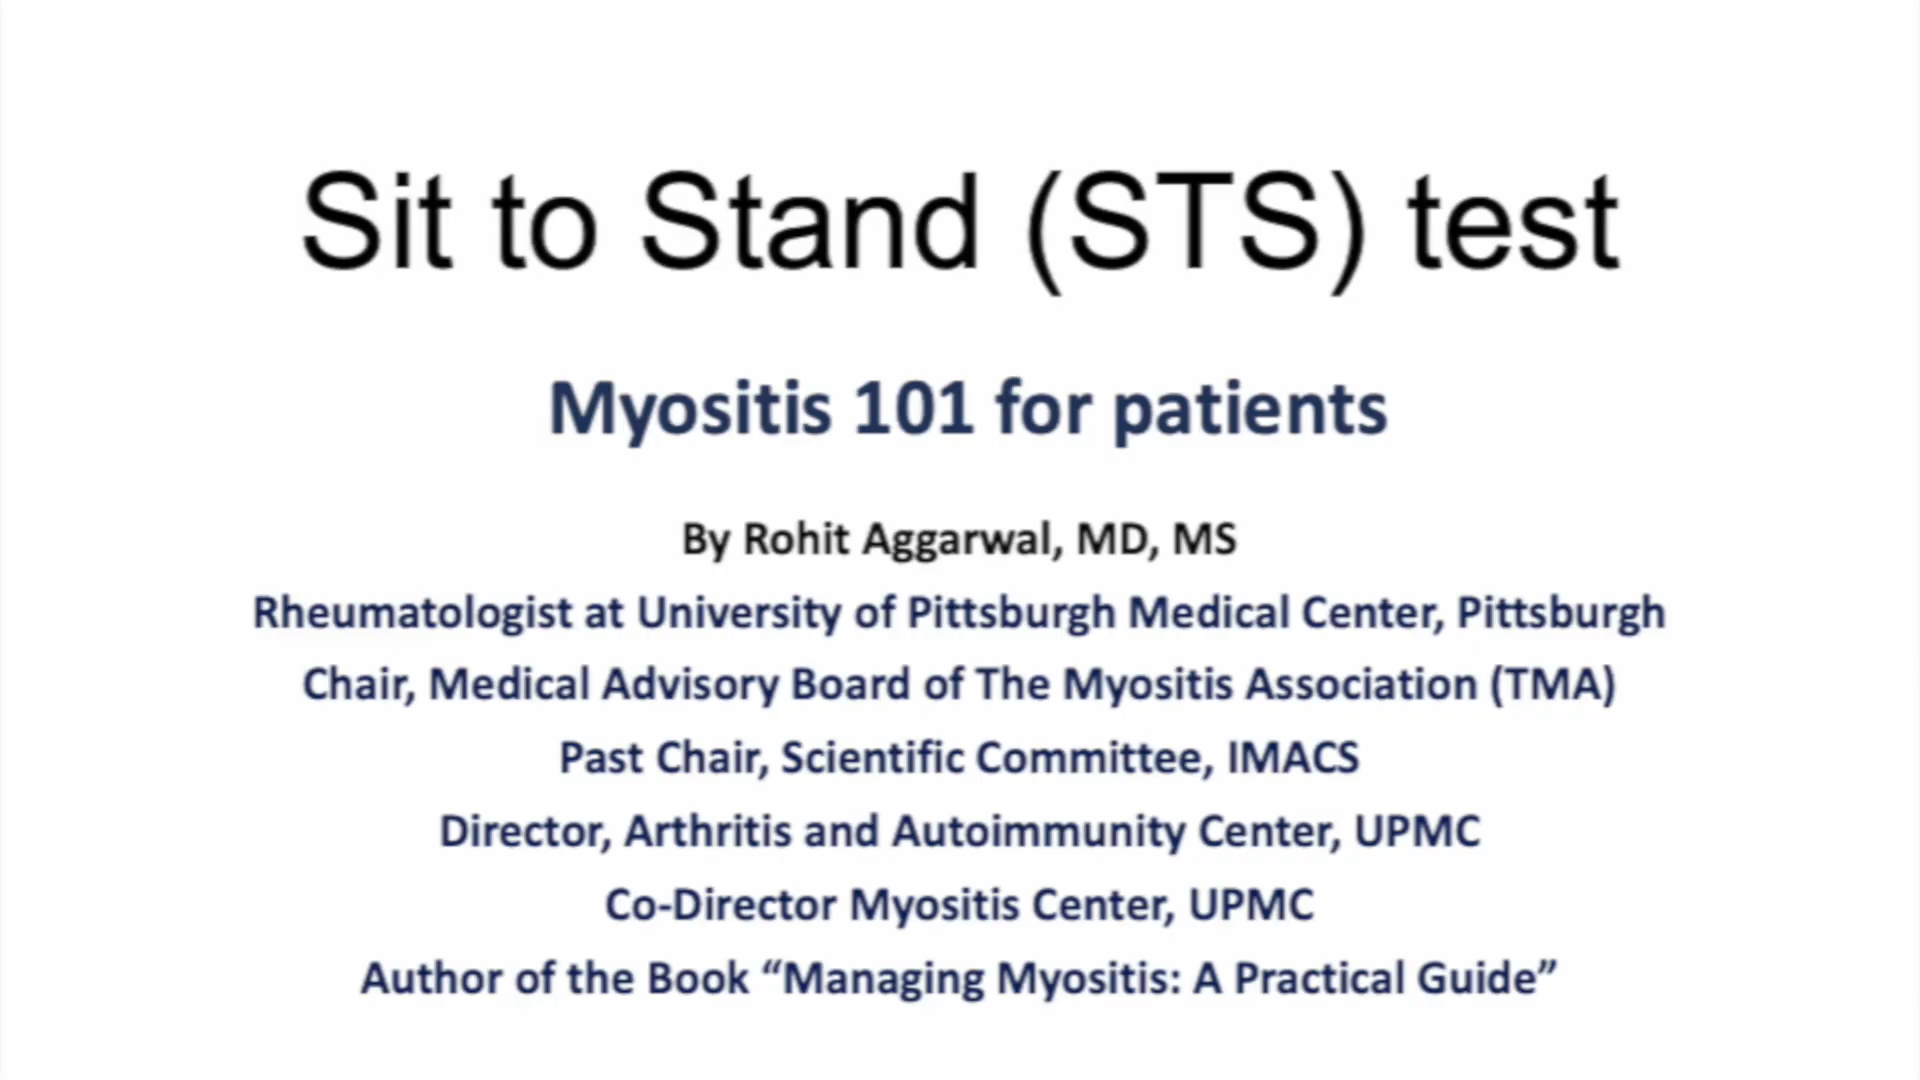 Sit to Stand (STS) test
Myositis 101 for patients
By Rohit Aggarwal, MD, MS
Rheumatologist at University of Pittsburgh Medical Center, Pittsburgh
Chair, Medical Advisory Board of The Myositis Association (TMA)
Past Chair, Scientific Committee, IMACS
Director, Arthritis and Autoimmunity Center, UPMC
Co-Director Myositis Center, UPMC
Author of the Book “Managing Myositis: A Practical Guide”